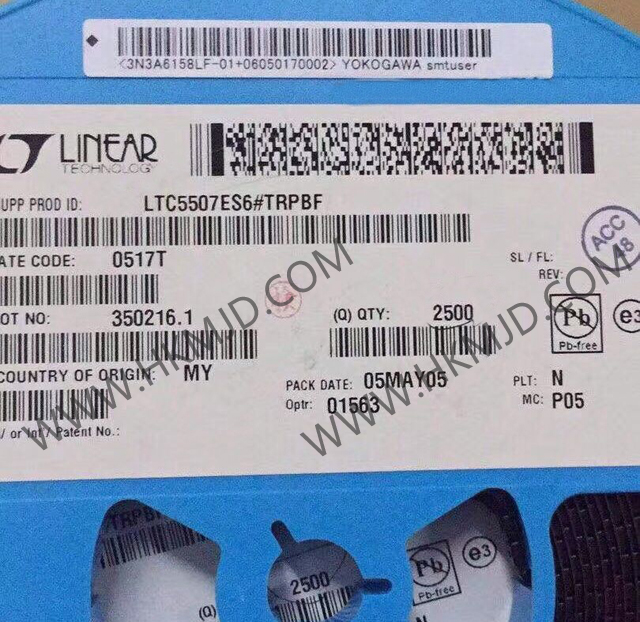 <3N3A6158LF-01+06050170002> YOKOGAWA smtuser
LINEAR
TECHNOLOGY
UPP PROD ID: LTC5507ES6#TRPBF
ATE CODE: 0517T
SL / FL:
REV:
ACC
48
OT NO: 350216.1
(Q) QTY: 2500
Pb
Pb-free
e3
COUNTRY OF ORIGIN: MY
PACK DATE: 05MAY05
PLT: N
Optr: 01563
MC: P05
/ or Int / Patent No.:
WWW.HKMJD.COM
WWW.HKMJD.COM
TRPBF
2500
(Q)
Pb
Pb-free
e3
N